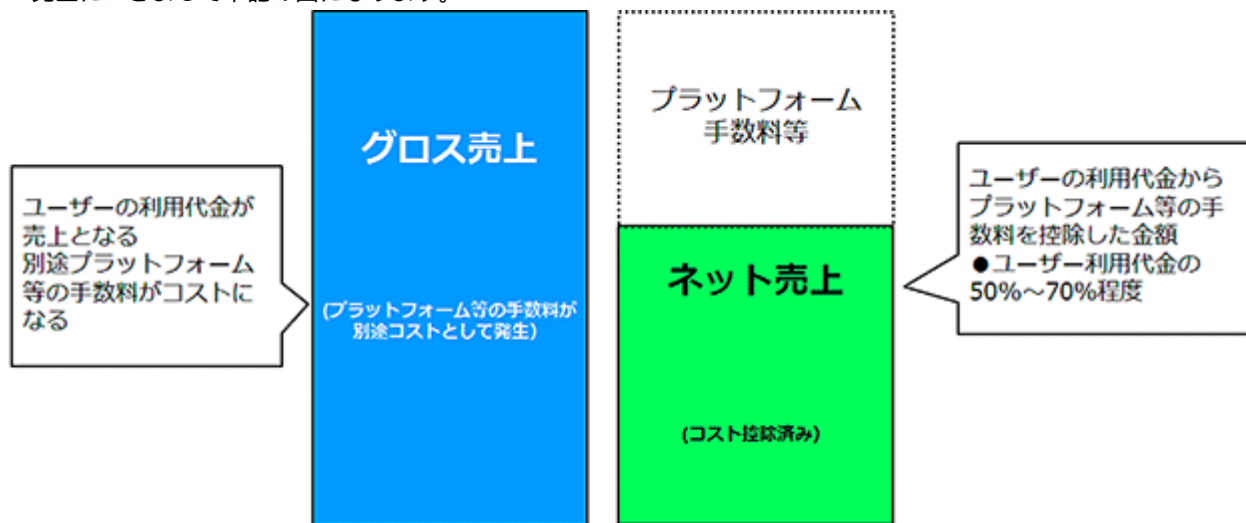 グロス売上
(プラットフォーム等の手数料が
別途コストとして発生)
ユーザーの利用代金が
売上となる
別途プラットフォーム
等の手数料がコストに
なる
プラットフォーム
手数料等
ネット売上
(コスト控除済み)
ユーザーの利用代金から
プラットフォーム等の手
数料を控除した金額
●ユーザー利用代金の
50%～70%程度